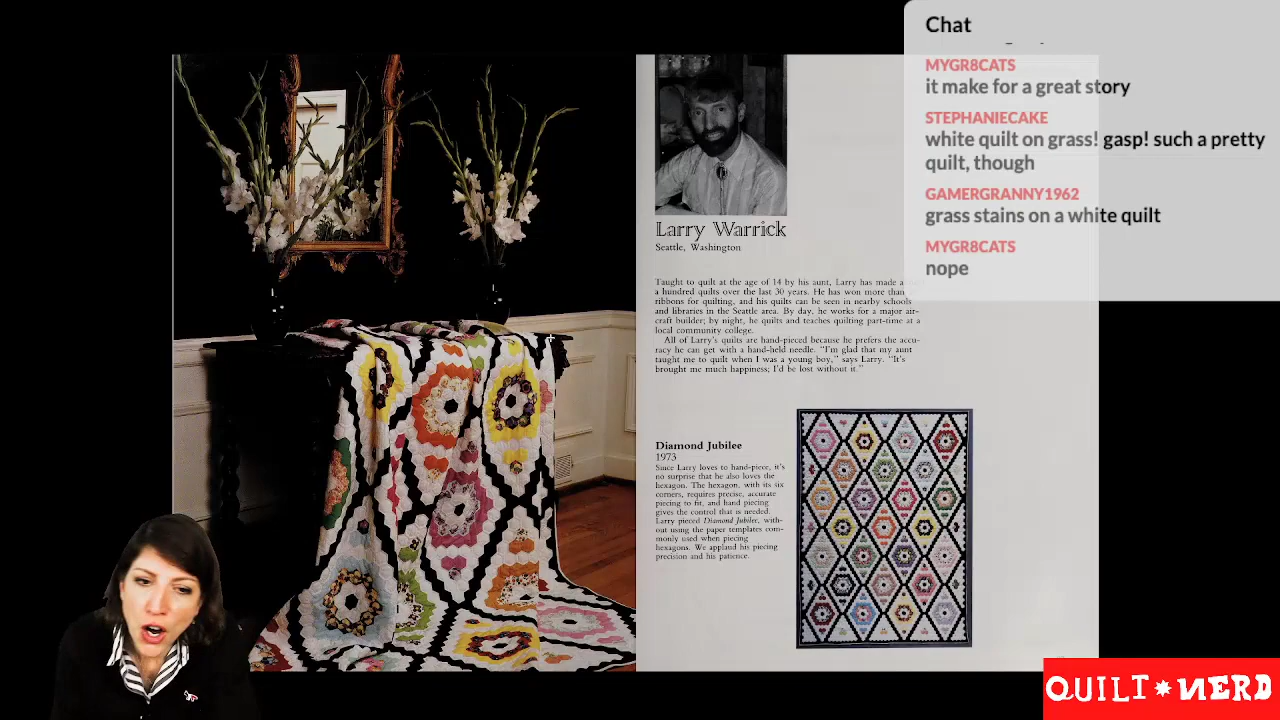 Chat
MYGR8CATS
it make for a great story
STEPHANIECAKE
white quilt on grass! gasp! such a pretty
quilt, though
GAMERGRANNY1962
grass stains on a white quilt
MYGR8CATS
nope
Larry Warrick
Seattle, Washington
Taught to quilt at the age of 14 by his aunt, Larry has made
a hundred quilts over the last 30 years. He has won more than
ribbons for quilting, and his quilts can be seen in nearby schools
and libraries in the Seattle area. By day, he works for a major air-
craft builder; by night, he quilts and teaches quilting part-time at a
local community college.
All of Larry's quilts are hand-pieced because he prefers the accu-
racy he can get with a hand-held needle. "I'm glad that my aunt
taught me to quilt when I was a young boy," says Larry. "It's
brought me much happiness; I'd be lost without it."
Diamond Jubilee
1973
Since Larry loves to hand-piece, it's
no surprise that he also loves the
hexagon. The hexagon, with its six
corners, requires precise, accurate
piecing to fit, and hand piecing
gives the control that is needed.
Larry pieced Diamond Jubilee, with-
out using the paper templates com-
monly used when piecing
hexagons. We applaud his piecing
precision and his patience.
QUILT NERD